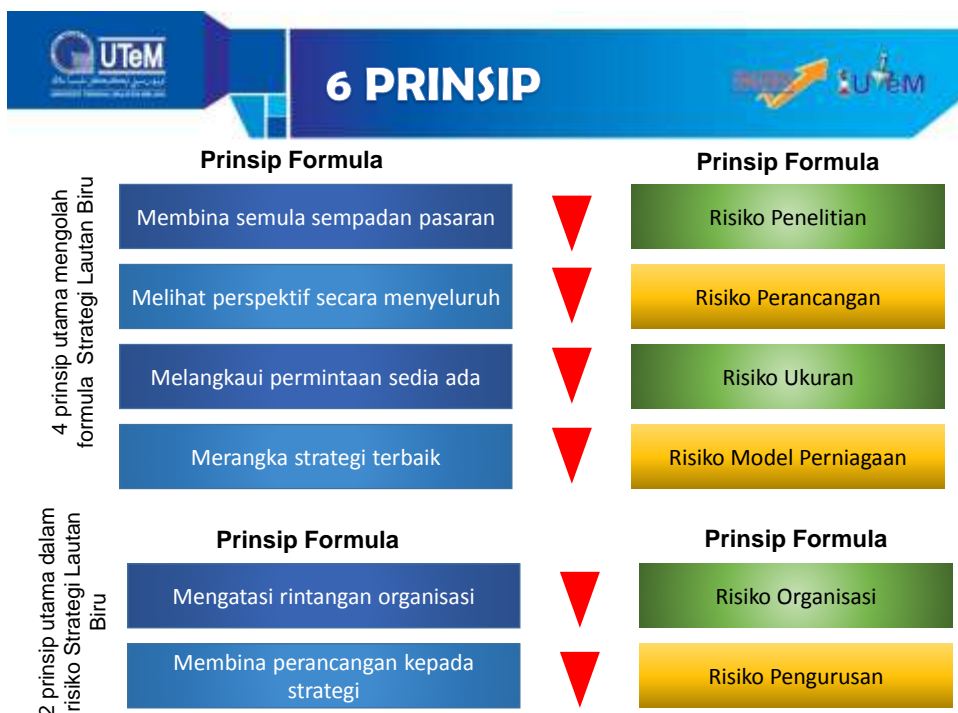 UTeM
6 PRINSIP
UTeM
Prinsip Formula
Prinsip Formula
4 prinsip utama mengolah
formula Strategi Lautan Biru
Membina semula sempadan pasaran
Risiko Penelitian
Melihat perspektif secara menyeluruh
Risiko Perancangan
Melangkaui permintaan sedia ada
Risiko Ukuran
Merangka strategi terbaik
Risiko Model Perniagaan
Prinsip Formula
Prinsip Formula
2 prinsip utama dalam
risiko Strategi Lautan
Biru
Mengatasi rintangan organisasi
Risiko Organisasi
Membina perancangan kepada
strategi
Risiko Pengurusan